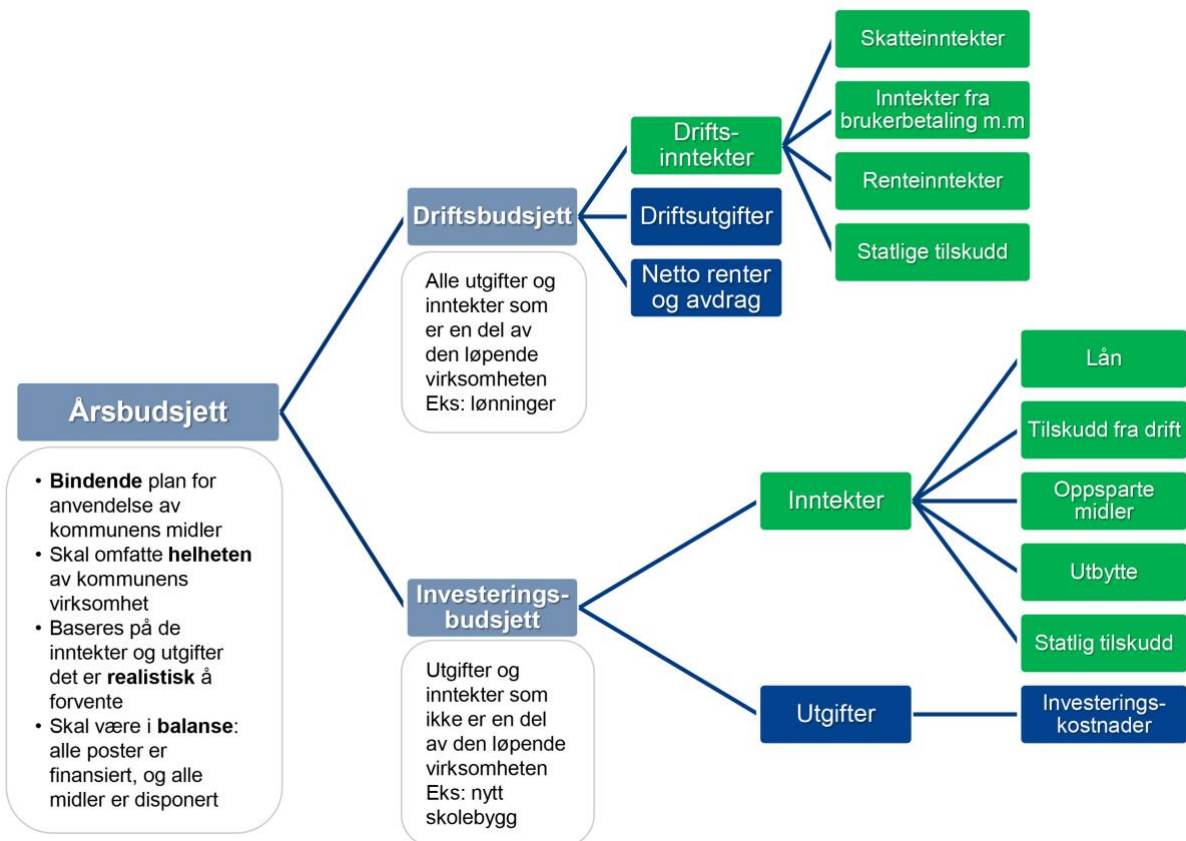 Årsbudsjett
• Bindende plan for
anvendelse av
kommunens midler
• Skal omfatte helheten
av kommunens
virksomhet
• Baseres på de
inntekter og utgifter
det er realistisk å
forvente
• Skal være i balanse:
alle poster er
finansiert, og alle
midler er disponert
Driftsbudsjett
Alle utgifter og
inntekter som
er en del av
den løpende
virksomheten
Eks: lønninger
Drifts-
inntekter
Driftsutgifter
Netto renter
og avdrag
Skatteinntekter
Inntekter fra
brukerbetaling m.m
Renteinntekter
Statlige tilskudd
Investerings-
budsjett
Utgifter og
inntekter som
ikke er en del
av den løpende
virksomheten
Eks: nytt
skolebygg
Inntekter
Utgifter
Lån
Tilskudd fra drift
Oppsparte
midler
Utbytte
Statlig tilskudd
Investerings-
kostnader